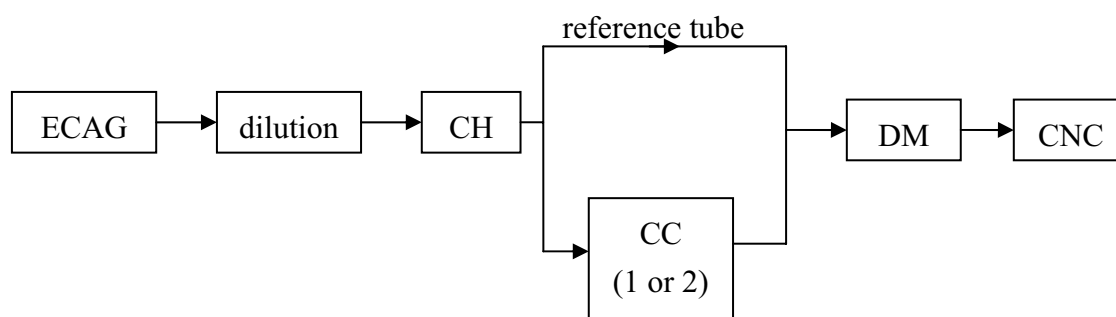 reference tube
ECAG
dilution
CH
DM
CNC
CC
(1 or 2)